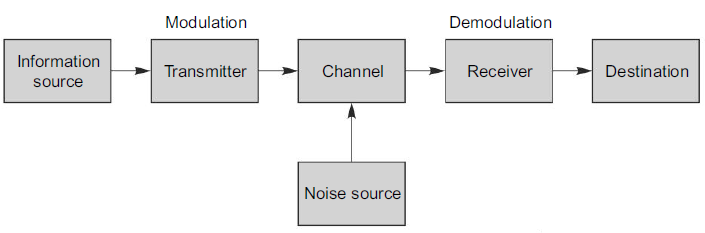 Modulation
Demodulation
Information
source
Transmitter
Channel
Receiver
Destination
Noise source